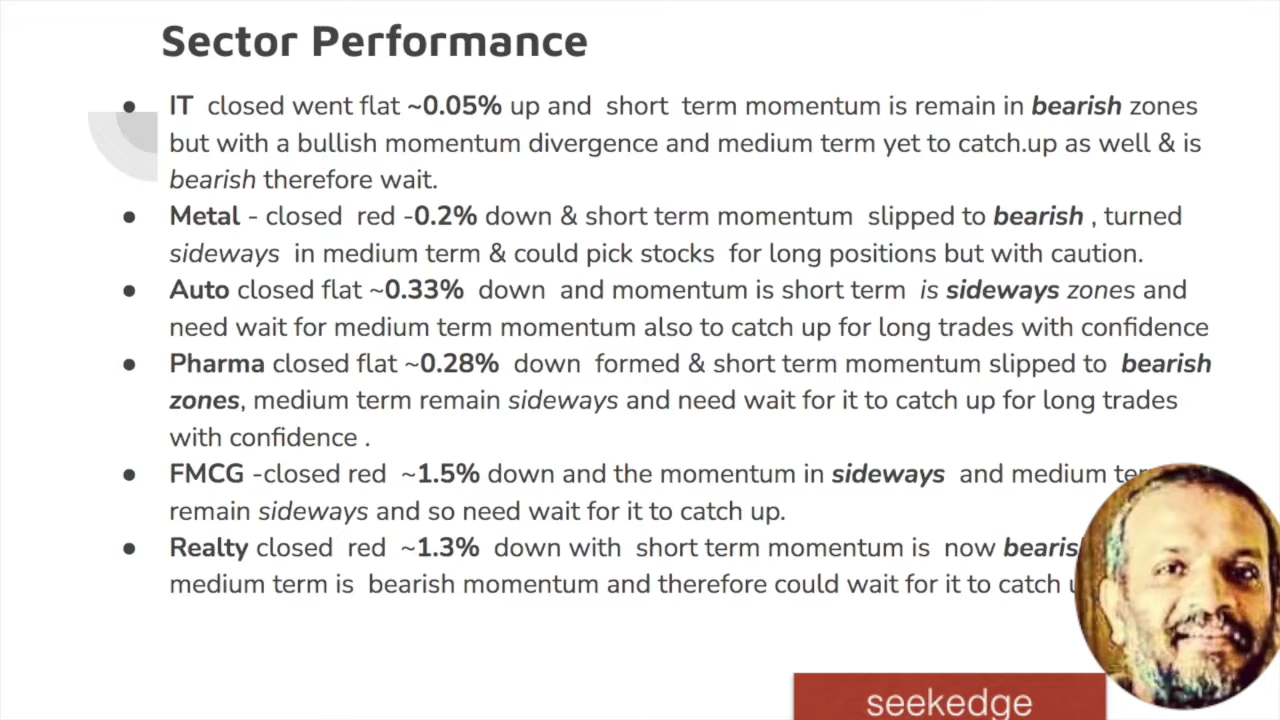 Sector Performance
● IT closed went flat ~0.05% up and short term momentum is remain in bearish zones
but with a bullish momentum divergence and medium term yet to catch.up as well & is
bearish therefore wait.
● Metal - closed red -0.2% down & short term momentum slipped to bearish , turned
sideways in medium term & could pick stocks for long positions but with caution.
● Auto closed flat ~0.33% down and momentum is short term is sideways zones and
need wait for medium term momentum also to catch up for long trades with confidence
● Pharma closed flat ~0.28% down formed & short term momentum slipped to bearish
zones, medium term remain sideways and need wait for it to catch up for long trades
with confidence .
● FMCG -closed red ~1.5% down and the momentum in sideways and medium
remain sideways and so need wait for it to catch up.
● Realty closed red ~1.3% down with short term momentum is now
medium term is bearish momentum and therefore could wait for it to catch
seekedge